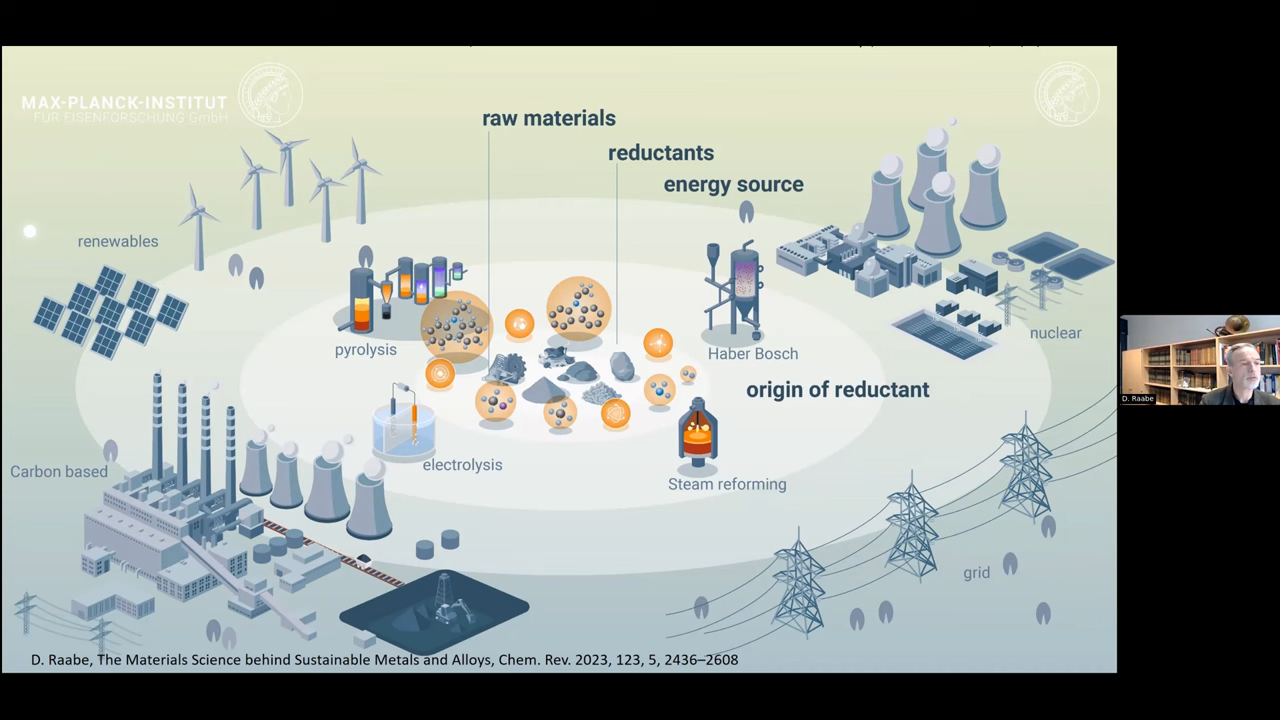 MAX-PLANCK-INSTITUT
FÜR EISENFORSCHUNG GmbH
raw materials
reductants
energy source
renewables
pyrolysis
Haber Bosch
nuclear
origin of reductant
Carbon based
electrolysis
Steam reforming
grid
D. Raabe
D. Raabe, The Materials Science behind Sustainable Metals and Alloys, Chem. Rev. 2023, 123, 5, 2436–2608